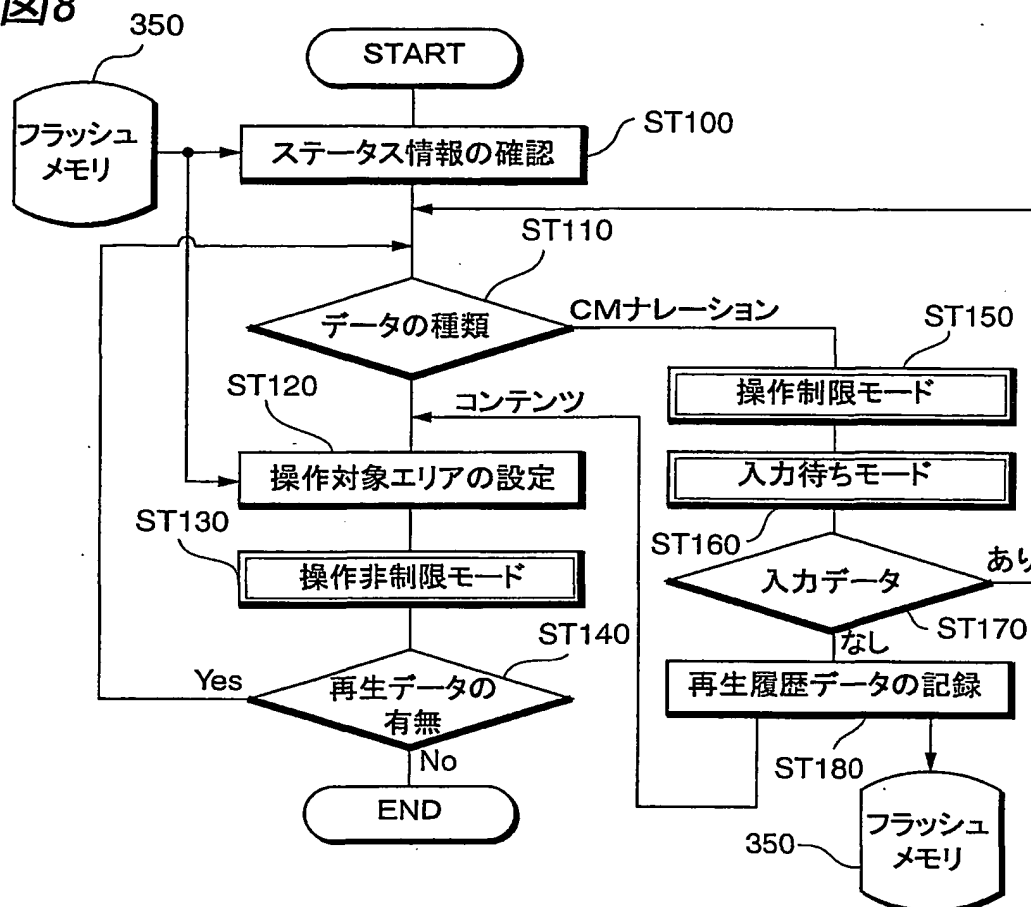 図8
350
START
フラッシュ
メモリ
ステータス情報の確認
ST100
ST110
データの種類
CMナレーション
ST150
操作制限モード
ST120
コンテンツ
操作対象エリアの設定
入力待ちモード
ST130
ST160
操作非制限モード
入力データ
あり
ST170
なし
ST140
Yes
再生データの
有無
再生履歴データの記録
No
ST180
END
フラッシュ
メモリ
350